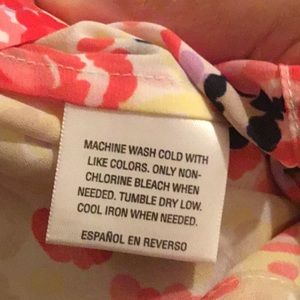 MACHINE WASH COLD WITH
LIKE COLORS. ONLY NON-
CHLORINE BLEACH WHEN
NEEDED. TUMBLE DRY LOW.
COOL IRON WHEN NEEDED.
ESPAÑOL EN REVERSO